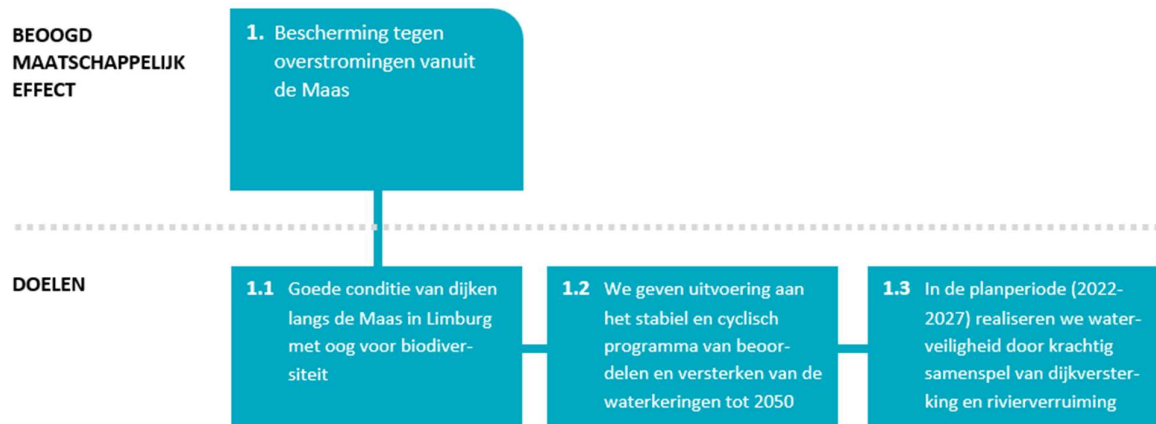 BEOOGD
MAATSCHAPPELIJK
EFFECT
1. Bescherming tegen
overstromingen vanuit
de Maas
DOELEN
1.1 Goede conditie van dijken
langs de Maas in Limburg
met oog voor biodiver-
siteit
1.2 We geven uitvoering aan
het stabiel en cyclisch
programma van beoor-
delen en versterken van de
waterkeringen tot 2050
1.3 In de planperiode (2022-
2027) realiseren we water-
veiligheid door krachtig
samenspel van dijkverster-
king en rivierverruiming